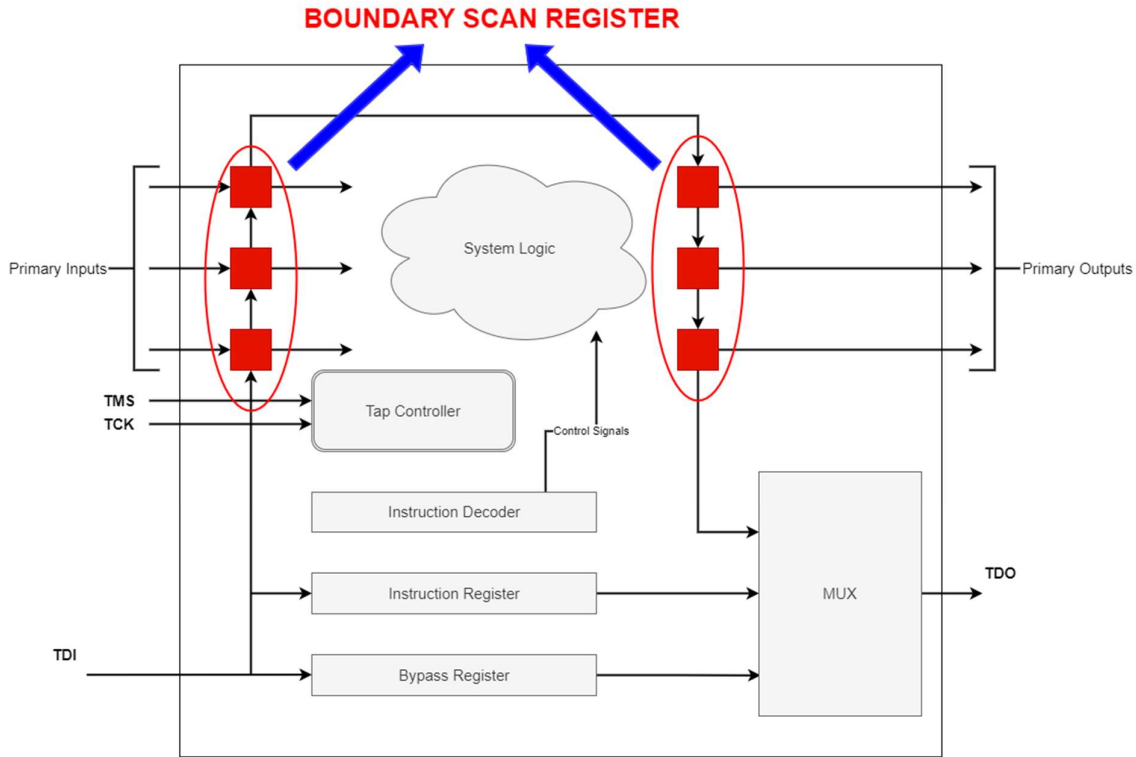 BOUNDARY SCAN REGISTER
System Logic
Primary Inputs
Primary Outputs
TMS
Tap Controller
TCK
Control Signals
Instruction Decoder
TDO
Instruction Register
MUX
TDI
Bypass Register